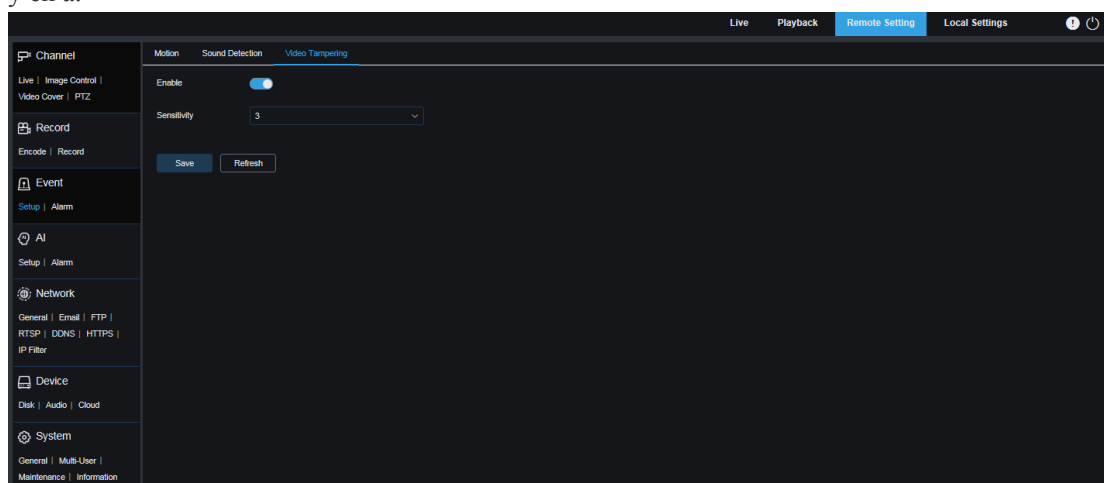 Live Playback Remote Setting Local Settings
Channel
Live | Image Control |
Video Cover | PTZ
Record
Encode | Record
Event
Setup | Alarm
AI
Setup | Alarm
Network
General | Email | FTP |
RTSP | DDNS | HTTPS |
IP Filter
Device
Disk | Audio | Cloud
System
General | Multi-User |
Maintenance | Information
Motion Sound Detection Video Tampering
Enable
Sensitivity 3
Save Refresh